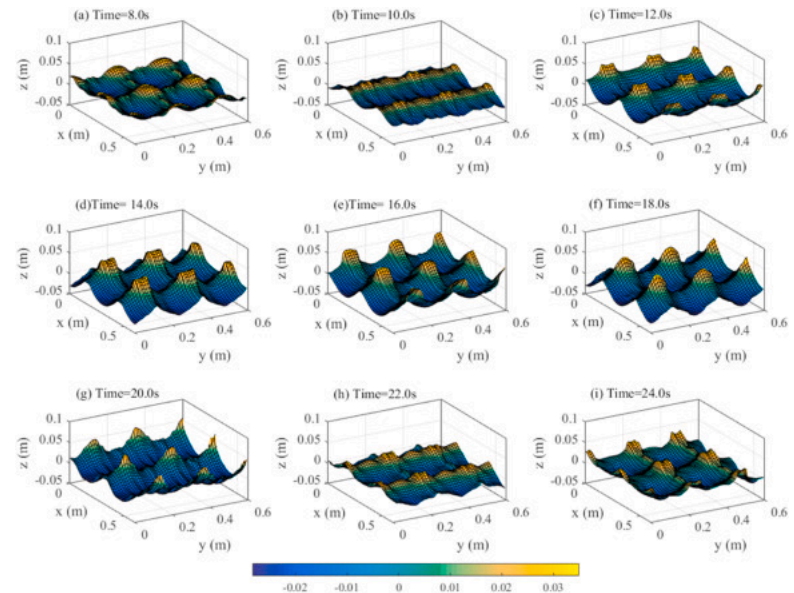 (a) Time=8.0s
(b) Time=10.0s
(c) Time=12.0s
0.1
0.05
0
-0.05
z (m)
0
0.5
x (m)
0
0.2
0.4
0.6
y (m)
0.1
0.05
0
-0.05
z (m)
0
0.5
x (m)
0
0.2
0.4
0.6
y (m)
0.1
0.05
0
-0.05
z (m)
0
0.5
x (m)
0
0.2
0.4
0.6
y (m)
(d)Time= 14.0s
(e)Time= 16.0s
(f) Time=18.0s
0.1
0.05
0
-0.05
z (m)
0
0.5
x (m)
0
0.2
0.4
0.6
y (m)
0.1
0.05
0
-0.05
z (m)
0
0.5
x (m)
0
0.2
0.4
0.6
y (m)
0.1
0.05
0
-0.05
z (m)
0
0.5
x (m)
0
0.2
0.4
0.6
y (m)
(g) Time=20.0s
(h) Time=22.0s
(i) Time=24.0s
0.1
0.05
0
-0.05
z (m)
0
0.5
x (m)
0
0.2
0.4
0.6
y (m)
0.1
0.05
0
-0.05
z (m)
0
0.5
x (m)
0
0.2
0.4
0.6
y (m)
0.1
0.05
0
-0.05
z (m)
0
0.5
x (m)
0
0.2
0.4
0.6
y (m)
-0.02 -0.01 0 0.01 0.02 0.03